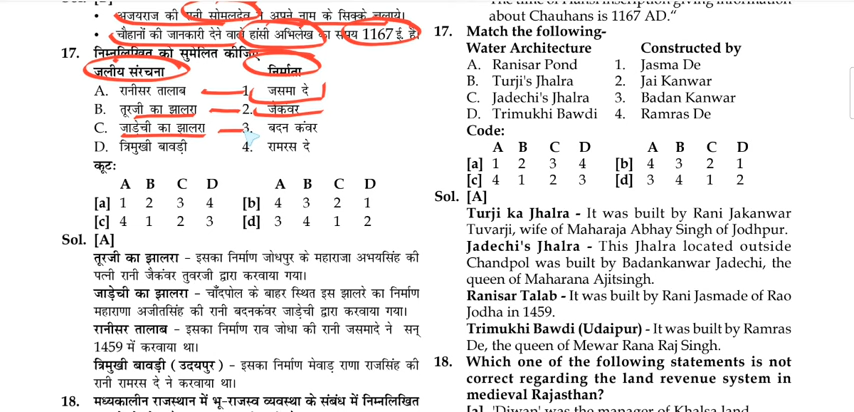 अजयराज की रानी सोमलदेव ने अपने नाम के सिक्के चलाये।
चौहानों की जानकारी देने वाले हांसी अभिलेख का समय 1167 ई. है।
17. निम्नलिखित को सुमेलित कीजिए
जलीय संरचना निर्माता
A. रानीसर तालाब 1. जसमा दे
B. तूरजी का झालरा 2. जैकंवर
C. जाड़ेची का झालरा 3. बदन कंवर
D. त्रिमुखी बावड़ी 4. रामरस दे
कूटः
A B C D A B C D
[a] 1 2 3 4 [b] 4 3 2 1
[c] 4 1 2 3 [d] 3 4 1 2
Sol. [A]
तूरजी का झालरा - इसका निर्माण जोधपुर के महाराजा अभयसिंह की
पत्नी रानी जैकंवर तुवरजी द्वारा करवाया गया।
जाड़ेची का झालरा - चाँदपोल के बाहर स्थित इस झालरे का निर्माण
महाराणा अजीतसिंह की रानी बदनकंवर जाड़ेची द्वारा करवाया गया।
रानीसर तालाब - इसका निर्माण राव जोधा की रानी जसमादे ने सन्
1459 में करवाया था।
त्रिमुखी बावड़ी ( उदयपुर ) - इसका निर्माण मेवाड़ राणा राजसिंह की
रानी रामरस दे ने करवाया था।
18. मध्यकालीन राजस्थान में भू-राजस्व व्यवस्था के संबंध में निम्नलिखित
about Chauhans is 1167 AD."
17. Match the following-
Water Architecture Constructed by
A. Ranisar Pond 1. Jasma De
B. Turji's Jhalra 2. Jai Kanwar
C. Jadechi's Jhalra 3. Badan Kanwar
D. Trimukhi Bawdi 4. Ramras De
Code:
A B C D A B C D
[a] 1 2 3 4 [b] 4 3 2 1
[c] 4 1 2 3 [d] 3 4 1 2
Sol. [A]
Turji ka Jhalra - It was built by Rani Jakanwar
Tuvarji, wife of Maharaja Abhay Singh of Jodhpur.
Jadechi's Jhalra - This Jhalra located outside
Chandpol was built by Badankanwar Jadechi, the
queen of Maharana Ajitsingh.
Ranisar Talab - It was built by Rani Jasmade of Rao
Jodha in 1459.
Trimukhi Bawdi (Udaipur) - It was built by Ramras
De, the queen of Mewar Rana Raj Singh.
18. Which one of the following statements is not
correct regarding the land revenue system in
medieval Rajasthan?
[a] 'Diwan' was the manager of Khalsa land